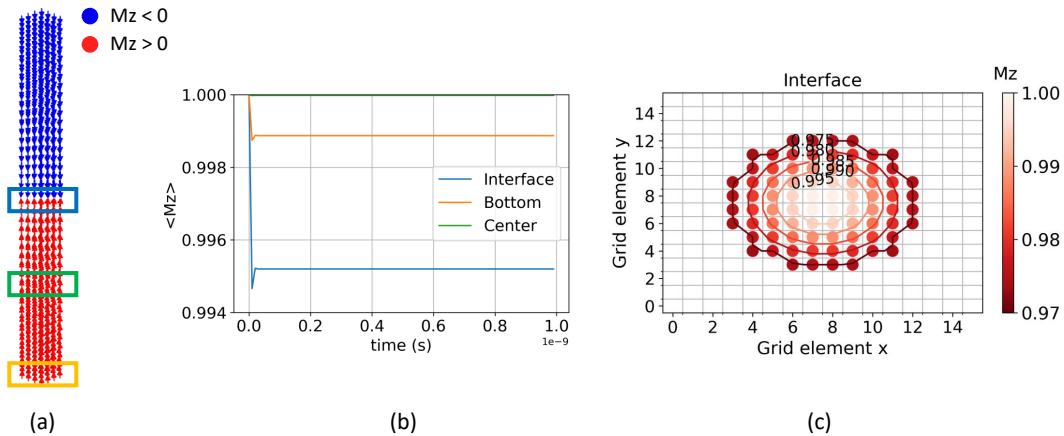 Mz < 0
Mz > 0
(a)
1.000
0.998
0.996
0.994
<Mz>
Interface
Bottom
Center
0.0 0.2 0.4 0.6 0.8 1.0
time (s)
1e-9
(b)
Interface
Mz
14
12
10
8
6
4
2
0
Grid element y
0.975
0.980
0.985
0.990
0.995
0 2 4 6 8 10 12 14
Grid element x
1.00
0.99
0.98
0.97
(c)